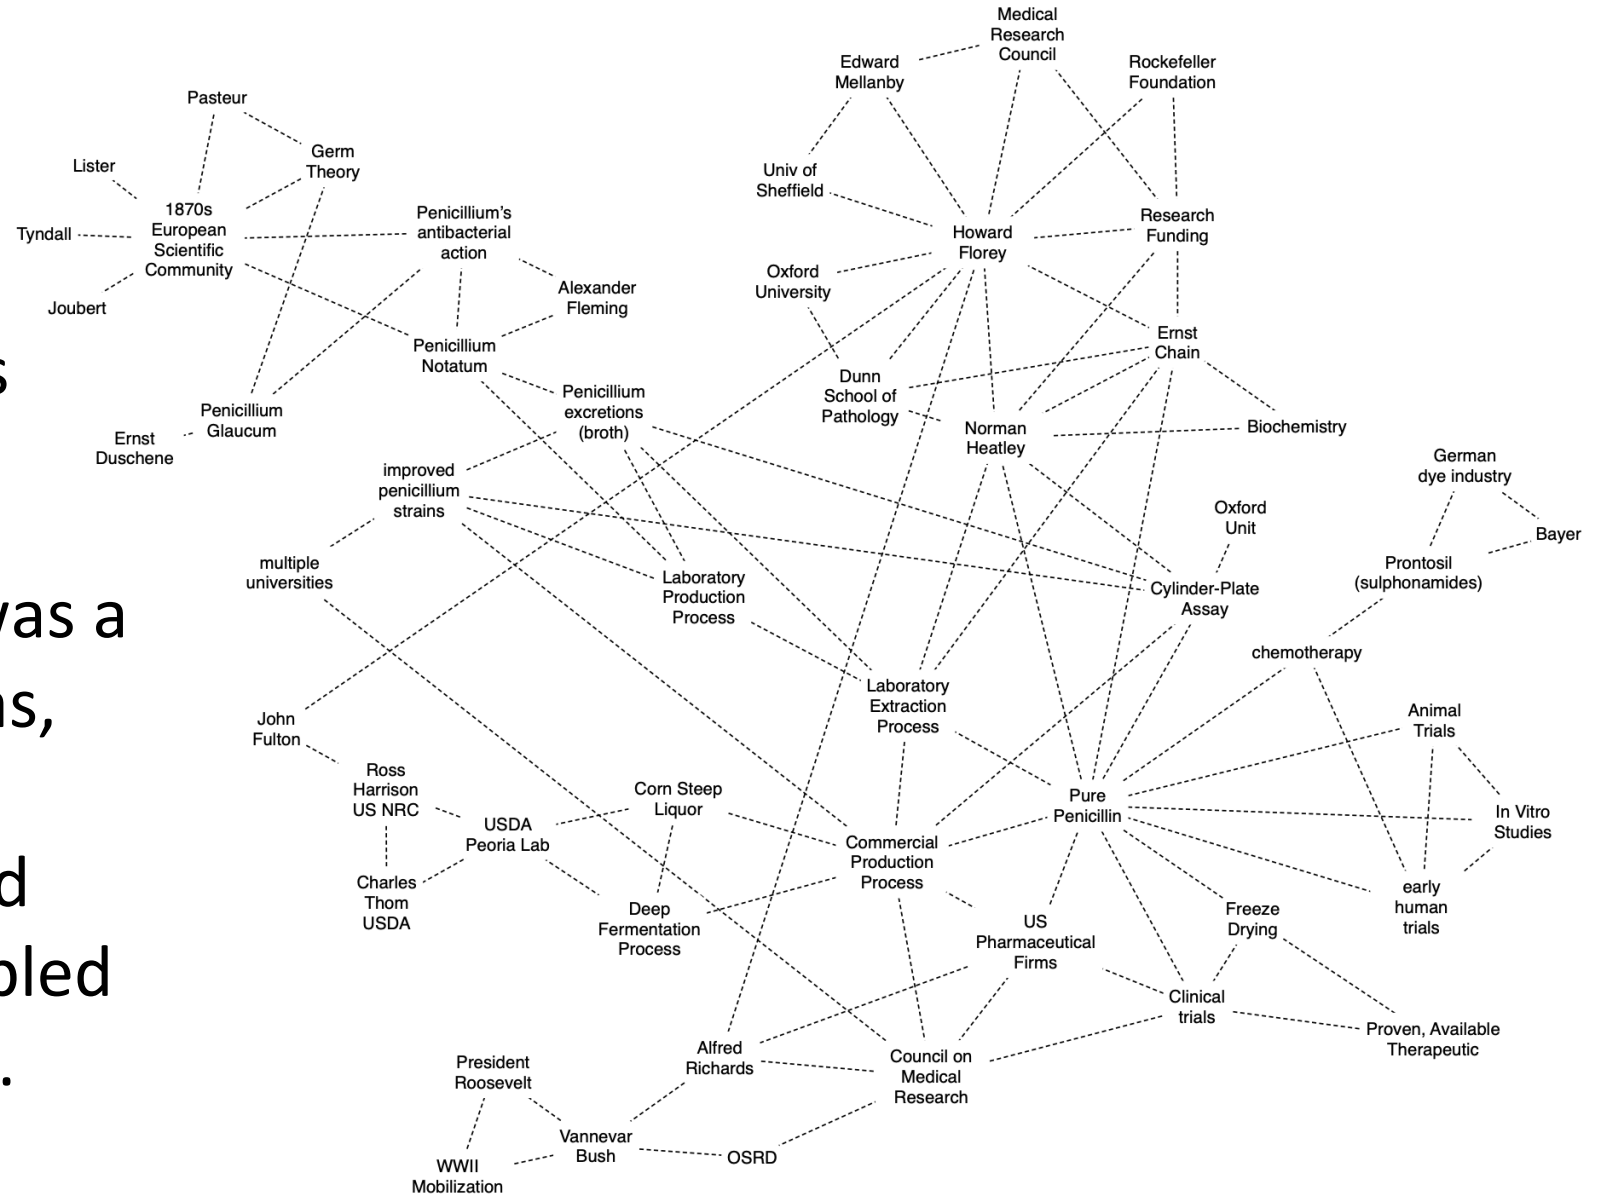 Medical
Research
Council
Edward
Mellanby
Rockefeller
Foundation
Pasteur
Germ
Theory
Lister
Univ of
Sheffield
1870s
European
Scientific
Community
Tyndall
Joubert
Penicillium’s
antibacterial
action
Research
Funding
Howard
Florey
Oxford
University
Alexander
Fleming
Penicillium
Notatum
Ernst
Chain
s
Dunn
School of
Pathology
Penicillium
excretions
(broth)
Penicillium
Glaucum
Ernst
Duschene
Norman
Heatley
Biochemistry
German
dye industry
improved
penicillium
strains
Oxford
Unit
Bayer
multiple
universities
Prontosil
(sulphonamides)
Laboratory
Production
Process
Cylinder-Plate
Assay
was a
chemotherapy
Laboratory
Extraction
Process
ns,
John
Fulton
Animal
Trials
Ross
Harrison
US NRC
Corn Steep
Liquor
Pure
Penicillin
In Vitro
Studies
USDA
Peoria Lab
Commercial
Production
Process
d
Charles
Thom
USDA
early
human
trials
Deep
Fermentation
Process
Freeze
Drying
US
Pharmaceutical
Firms
bled
Clinical
trials
Proven, Available
Therapeutic
Alfred
Richards
Council on
Medical
Research
.
President
Roosevelt
Vannevar
Bush
OSRD
WWII
Mobilization